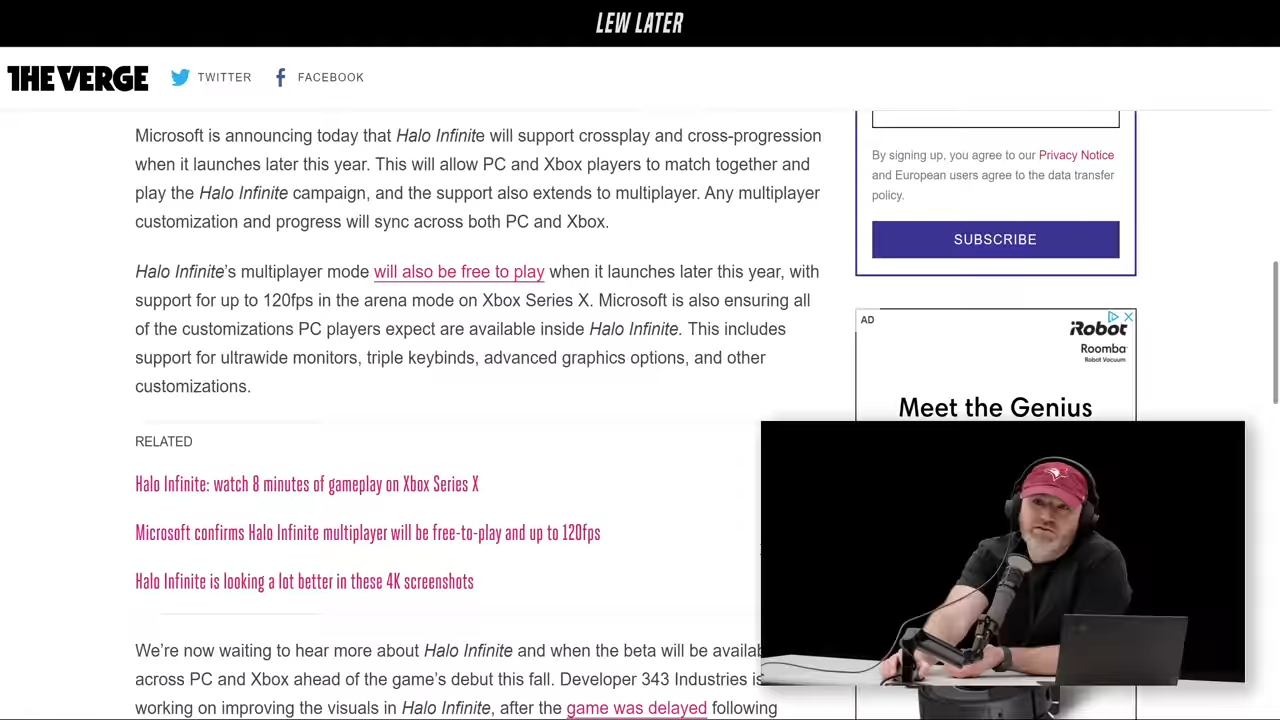 LEW LATER
THE VERGE
TWITTER
FACEBOOK
Microsoft is announcing today that Halo Infinite will support crossplay and cross-progression
when it launches later this year. This will allow PC and Xbox players to match together and
play the Halo Infinite campaign, and the support also extends to multiplayer. Any multiplayer
customization and progress will sync across both PC and Xbox.
Halo Infinite's multiplayer mode will also be free to play when it launches later this year, with
support for up to 120fps in the arena mode on Xbox Series X. Microsoft is also ensuring all
of the customizations PC players expect are available inside Halo Infinite. This includes
support for ultrawide monitors, triple keybinds, advanced graphics options, and other
customizations.
RELATED
Halo Infinite: watch 8 minutes of gameplay on Xbox Series X
Microsoft confirms Halo Infinite multiplayer will be free-to-play and up to 120fps
Halo Infinite is looking a lot better in these 4K screenshots
We're now waiting to hear more about Halo Infinite and when the beta will be
across PC and Xbox ahead of the game's debut this fall. Developer 343 Industries is
working on improving the visuals in Halo Infinite, after the game was delayed following
By signing up, you agree to our Privacy Notice
and European users agree to the data transfer
policy.
SUBSCRIBE
AD
iRobot
Roomba
Robot Vacuum
Meet the Genius